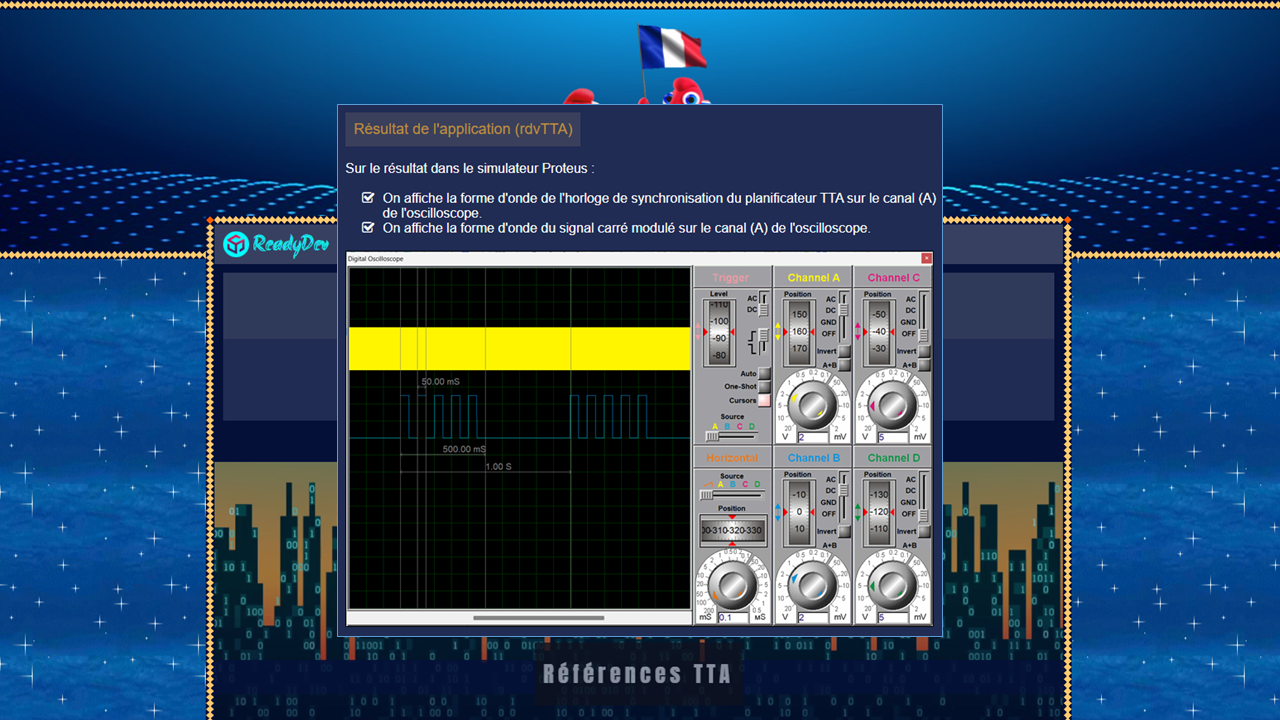 Résultat de l'application (rdvTTA)
Sur le résultat dans le simulateur Proteus :
On affiche la forme d'onde de l'horloge de synchronisation du planificateur TTA sur le canal (A)
de l'oscilloscope.
On affiche la forme d'onde du signal carré modulé sur le canal (A) de l'oscilloscope.
ReadyDev
Digital Oscilloscope
50.00 mS
500.00 mS
1.00 S
Trigger
Level
-110
-100
-90
-80
AC
DC
Auto
One-Shot
Cursors
Source
A B C D
Channel A
Position
150
160
170
AC
DC
GND
OFF
Invert
A+B
V 2 mV
Channel C
Position
-50
-40
-30
AC
DC
GND
OFF
Invert
A+B
V 5 mV
Horizontal
Source
A B C D
Position
00-310-320-330
mS 0.1 µS
Channel B
Position
-10
0
10
AC
DC
GND
OFF
Invert
A+B
V 2 mV
Channel D
Position
-130
-120
-110
AC
DC
GND
OFF
Invert
A+B
V 5 mV
Références TTA